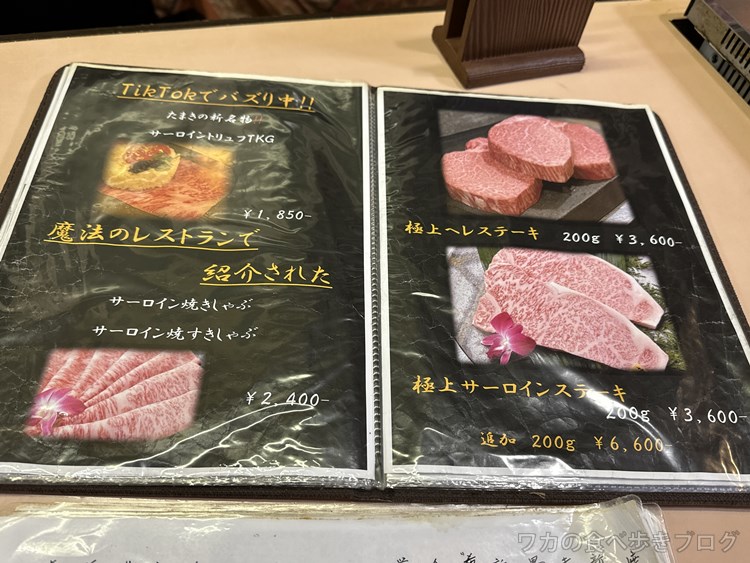 TikTokでバズり中!!
たまきの新名物!!
サーロイントリュフTKG
¥1,850-
魔法のレストランで
紹介された
サーロイン焼きしゃぶ
サーロイン焼すきしゃぶ
¥2,400-
極上ヘレステーキ 200g ¥3,600-
極上サーロインステーキ
200g ¥3,600-
追加 200g ¥6,600-
ワカの食べ歩きブログ